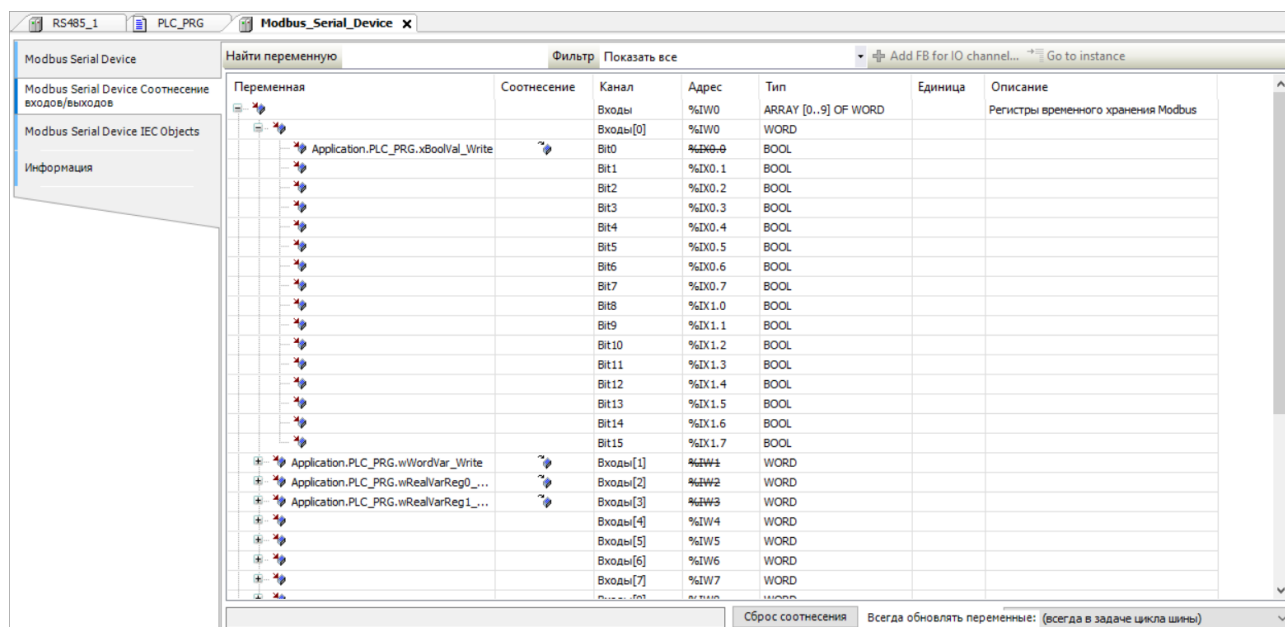 RS485_1 PLC_PRG Modbus_Serial_Device X
Modbus Serial Device
Modbus Serial Device Соотнесение входов/выходов
Modbus Serial Device IEC Objects
Информация
Найти переменную Фильтр Показать все Add FB for IO channel... Go to instance
Переменная Соотнесение Канал Адрес Тип Единица Описание
Входы %IW0 ARRAY [0..9] OF WORD Регистры временного хранения Modbus
Входы[0] %IW0 WORD
Application.PLC_PRG.xBoolVal_Write Bit0 %IX0.0 BOOL
Bit1 %IX0.1 BOOL
Bit2 %IX0.2 BOOL
Bit3 %IX0.3 BOOL
Bit4 %IX0.4 BOOL
Bit5 %IX0.5 BOOL
Bit6 %IX0.6 BOOL
Bit7 %IX0.7 BOOL
Bit8 %IX1.0 BOOL
Bit9 %IX1.1 BOOL
Bit10 %IX1.2 BOOL
Bit11 %IX1.3 BOOL
Bit12 %IX1.4 BOOL
Bit13 %IX1.5 BOOL
Bit14 %IX1.6 BOOL
Bit15 %IX1.7 BOOL
Application.PLC_PRG.wWordVar_Write Входы[1] %IW1 WORD
Application.PLC_PRG.wRealVarReg0_... Входы[2] %IW2 WORD
Application.PLC_PRG.wRealVarReg1_... Входы[3] %IW3 WORD
Входы[4] %IW4 WORD
Входы[5] %IW5 WORD
Входы[6] %IW6 WORD
Входы[7] %IW7 WORD
Сброс соотнесения Всегда обновлять переменные: (всегда в задаче цикла шины)